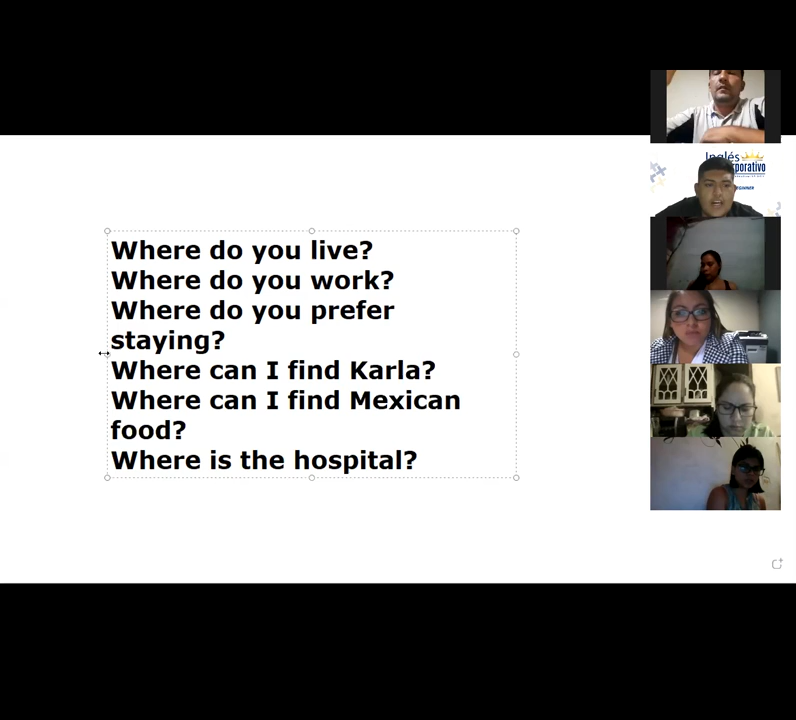 Where do you live?
Where do you work?
Where do you prefer
staying?
Where can I find Karla?
Where can I find Mexican
food?
Where is the hospital?
Inglés